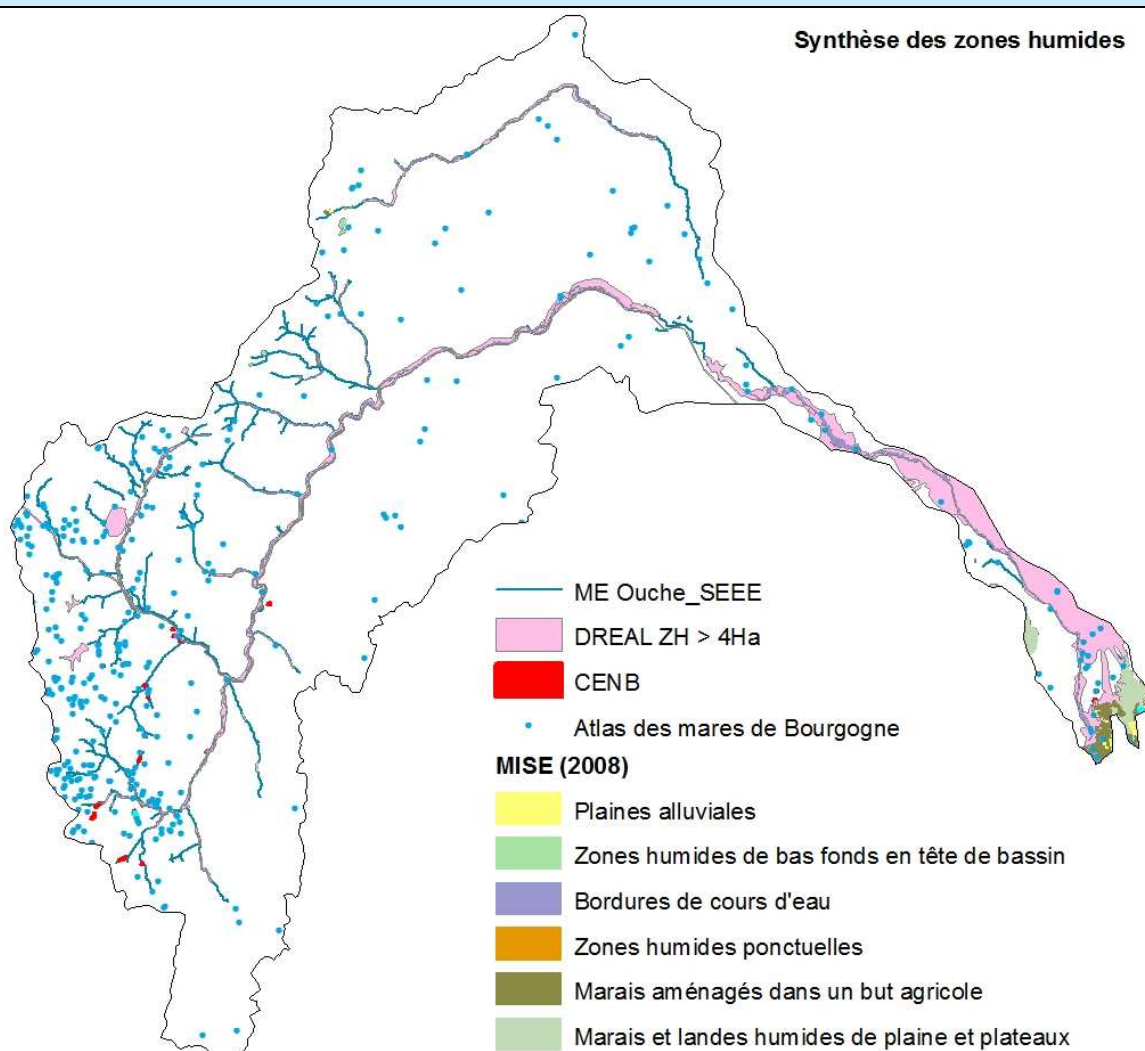 Synthèse des zones humides
ME Ouche_SEEE
DREAL ZH > 4Ha
CENB
Atlas des mares de Bourgogne
MISE (2008)
Plaines alluviales
Zones humides de bas fonds en tête de bassin
Bordures de cours d'eau
Zones humides ponctuelles
Marais aménagés dans un but agricole
Marais et landes humides de plaine et plateaux